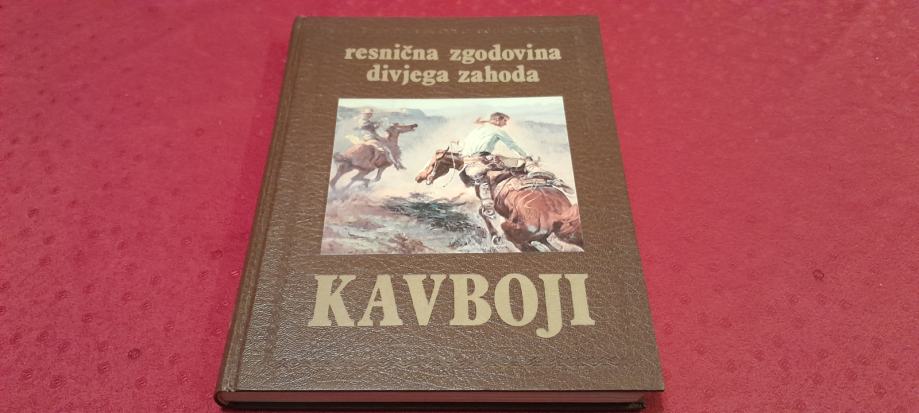 resnična zgodovina
divjega zahoda
KAVBOJI